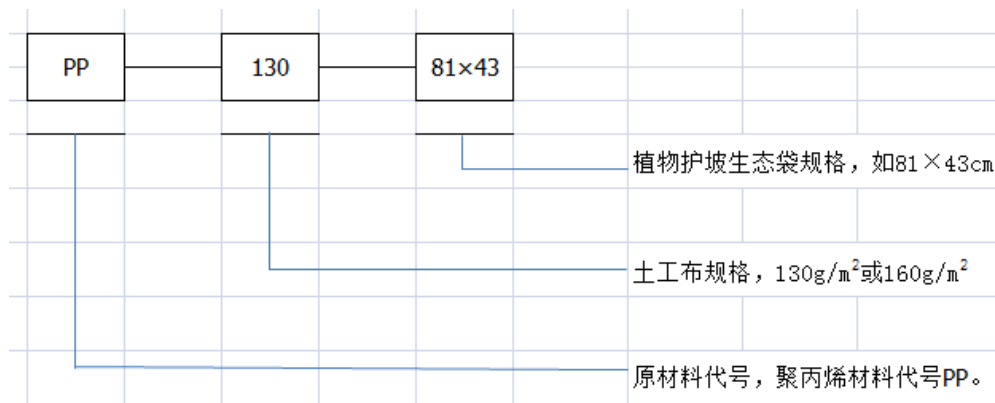 PP
130
81×43
植物护坡生态袋规格，如81×43cm
土工布规格，130g/m²或160g/m²
原材料代号，聚丙烯材料代号PP。